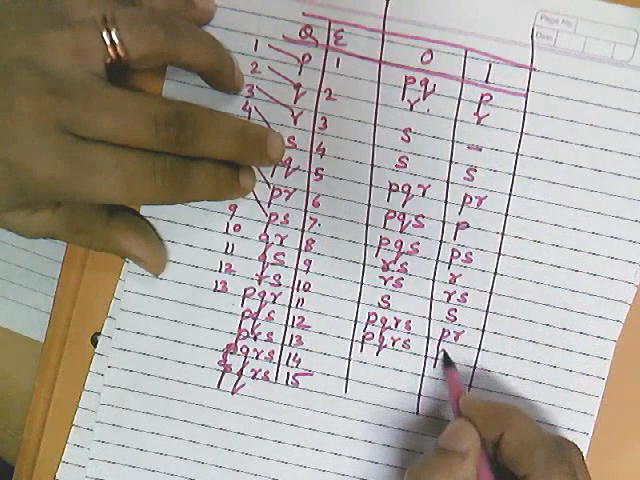 Page No.
Date
Q Σ 0 1
1 p 1 pq p
2 q 2 r r
3 r 3 s -
4 s 4 s s
pq 5 pqr pr
pr 6 pqs p
ps 7 pqs ps
9 qr 8 rs r
10 qs 9 rs rs
11 rs 10 s s
12 pqr 11 pqrs pr
13 pqs 12 pqrs
prs 13
pqrs 14
qrs 15